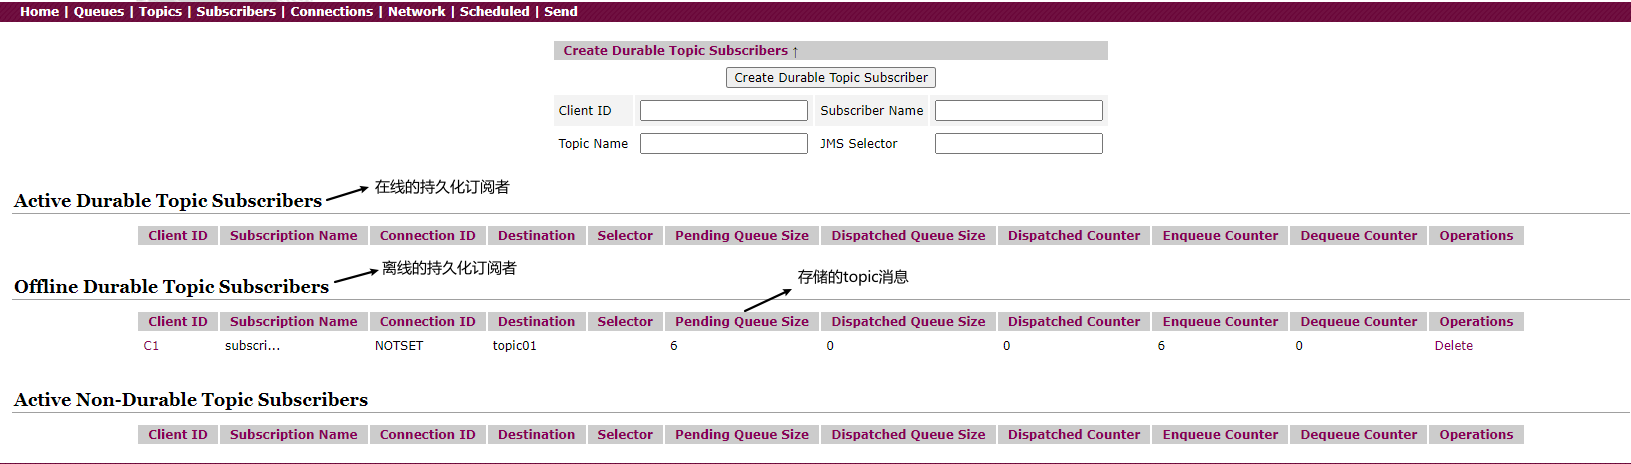 Home | Queues | Topics | Subscribers | Connections | Network | Scheduled | Send
Create Durable Topic Subscribers ↑
Create Durable Topic Subscriber
Client ID Subscriber Name
Topic Name JMS Selector
Active Durable Topic Subscribers 在线的持久化订阅者
Client ID Subscription Name Connection ID Destination Selector Pending Queue Size Dispatched Queue Size Dispatched Counter Enqueue Counter Dequeue Counter Operations
Offline Durable Topic Subscribers 离线的持久化订阅者
存储的topic消息
Client ID Subscription Name Connection ID Destination Selector Pending Queue Size Dispatched Queue Size Dispatched Counter Enqueue Counter Dequeue Counter Operations
C1 subscri... NOTSET topic01 6 0 0 6 0 Delete
Active Non-Durable Topic Subscribers
Client ID Subscription Name Connection ID Destination Selector Pending Queue Size Dispatched Queue Size Dispatched Counter Enqueue Counter Dequeue Counter Operations